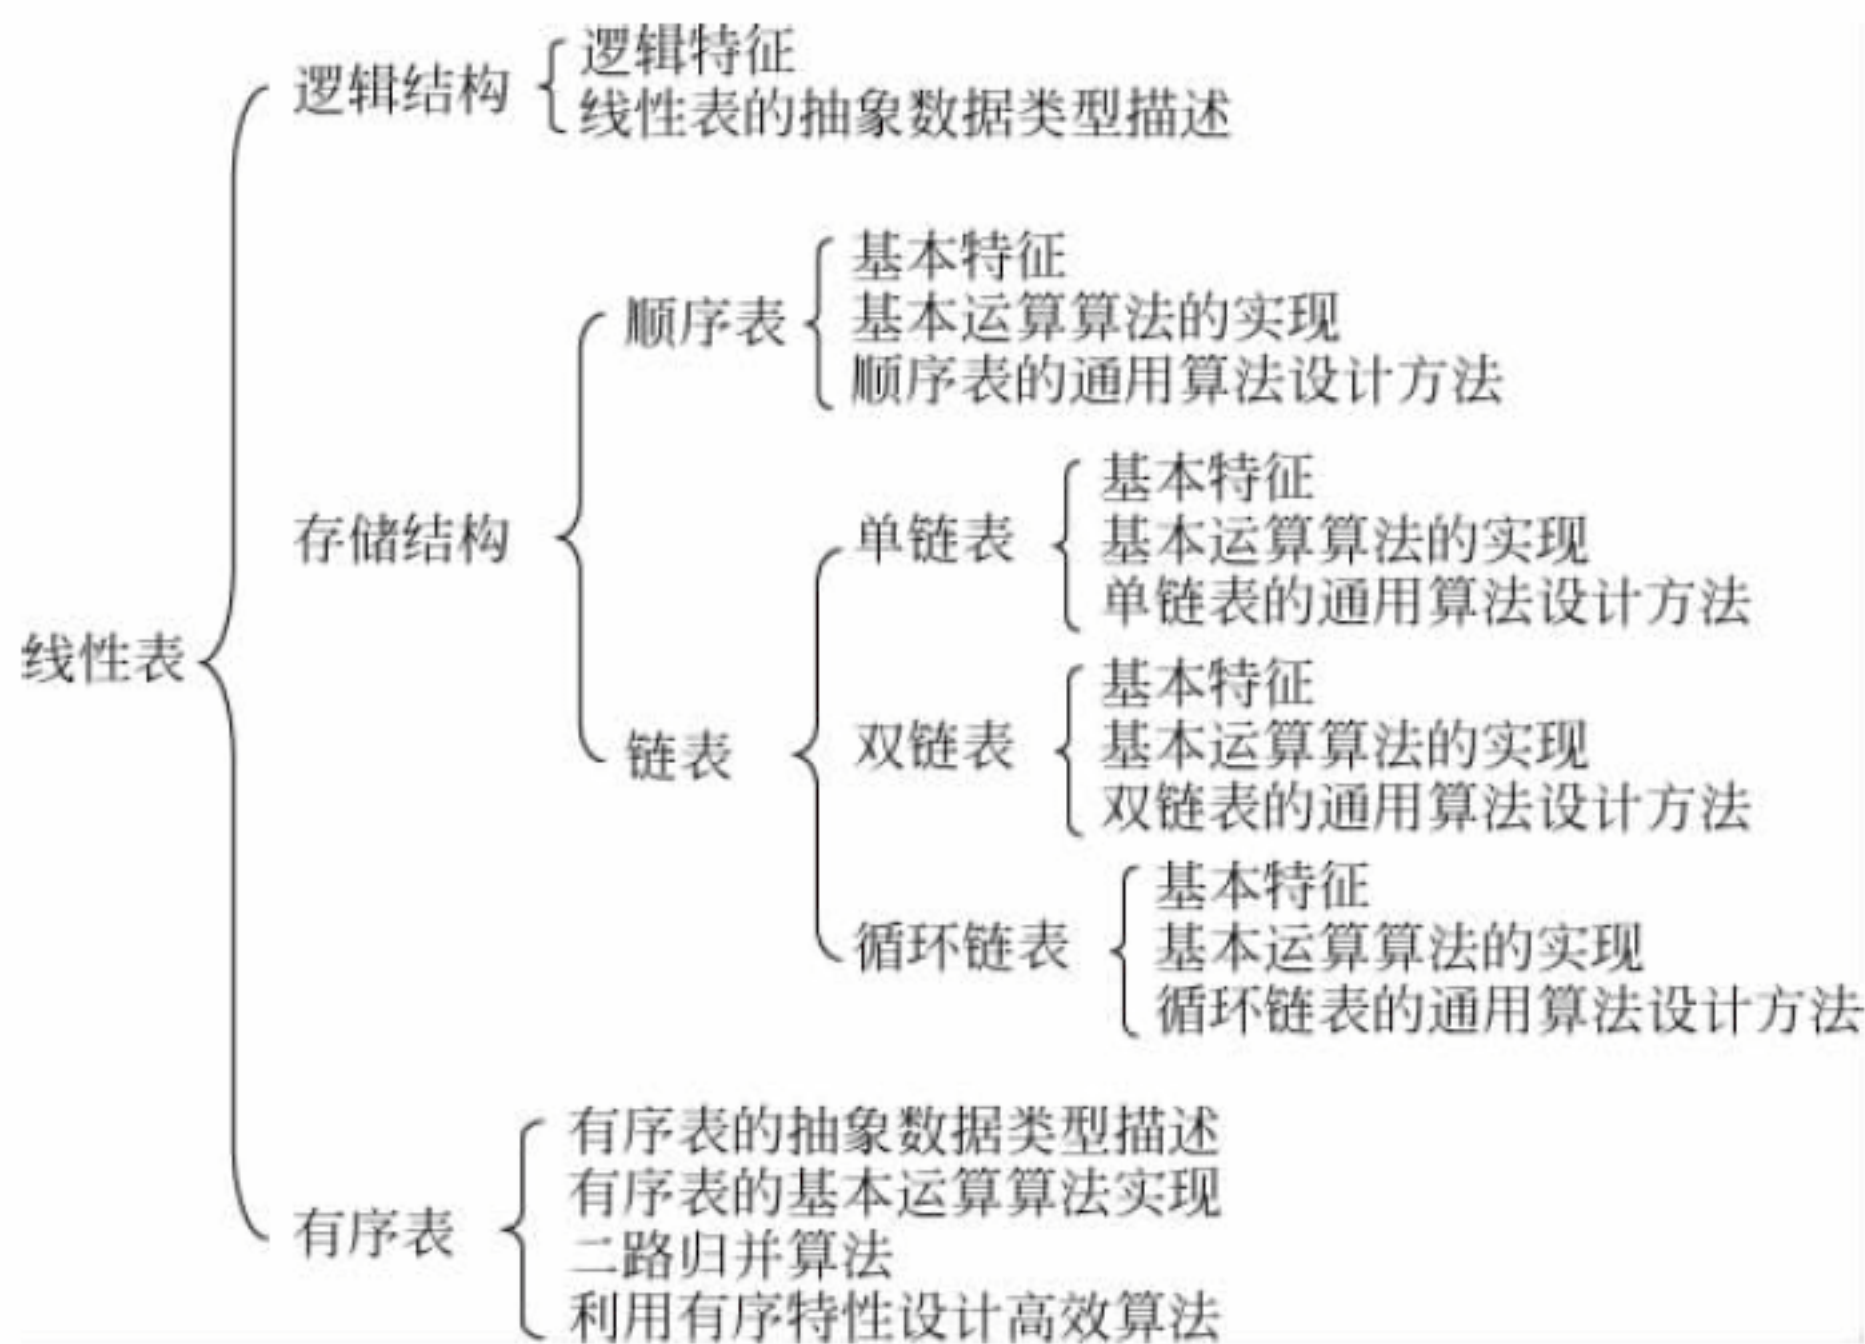 线性表
逻辑结构
逻辑特征
线性表的抽象数据类型描述
存储结构
顺序表
基本特征
基本运算算法的实现
顺序表的通用算法设计方法
链表
单链表
基本特征
基本运算算法的实现
单链表的通用算法设计方法
双链表
基本特征
基本运算算法的实现
双链表的通用算法设计方法
循环链表
基本特征
基本运算算法的实现
循环链表的通用算法设计方法
有序表
有序表的抽象数据类型描述
有序表的基本运算算法实现
二路归并算法
利用有序特性设计高效算法